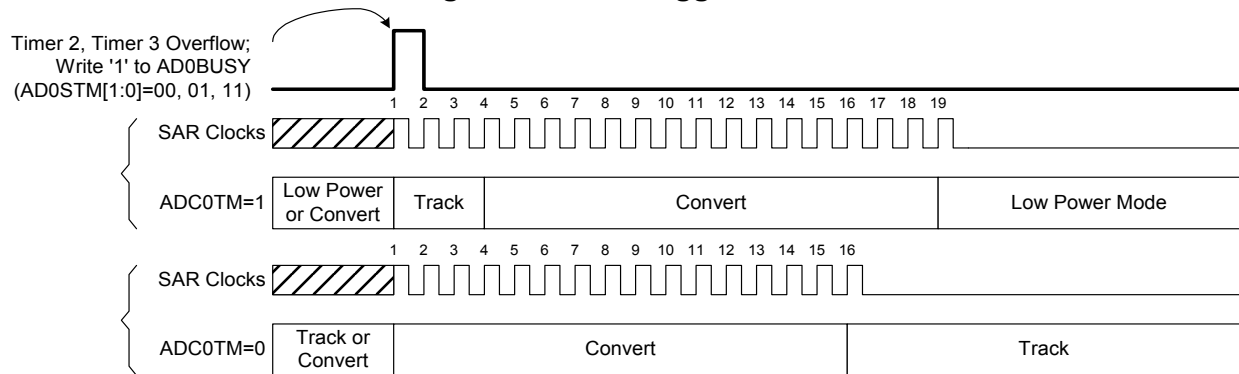 Timer 2, Timer 3 Overflow;
Write '1' to AD0BUSY
(AD0STM[1:0]=00, 01, 11)
1 2 3 4 5 6 7 8 9 10 11 12 13 14 15 16 17 18 19
SAR Clocks
ADC0TM=1
Low Power
or Convert
Track
Convert
Low Power Mode
1 2 3 4 5 6 7 8 9 10 11 12 13 14 15 16
SAR Clocks
ADC0TM=0
Track or
Convert
Convert
Track